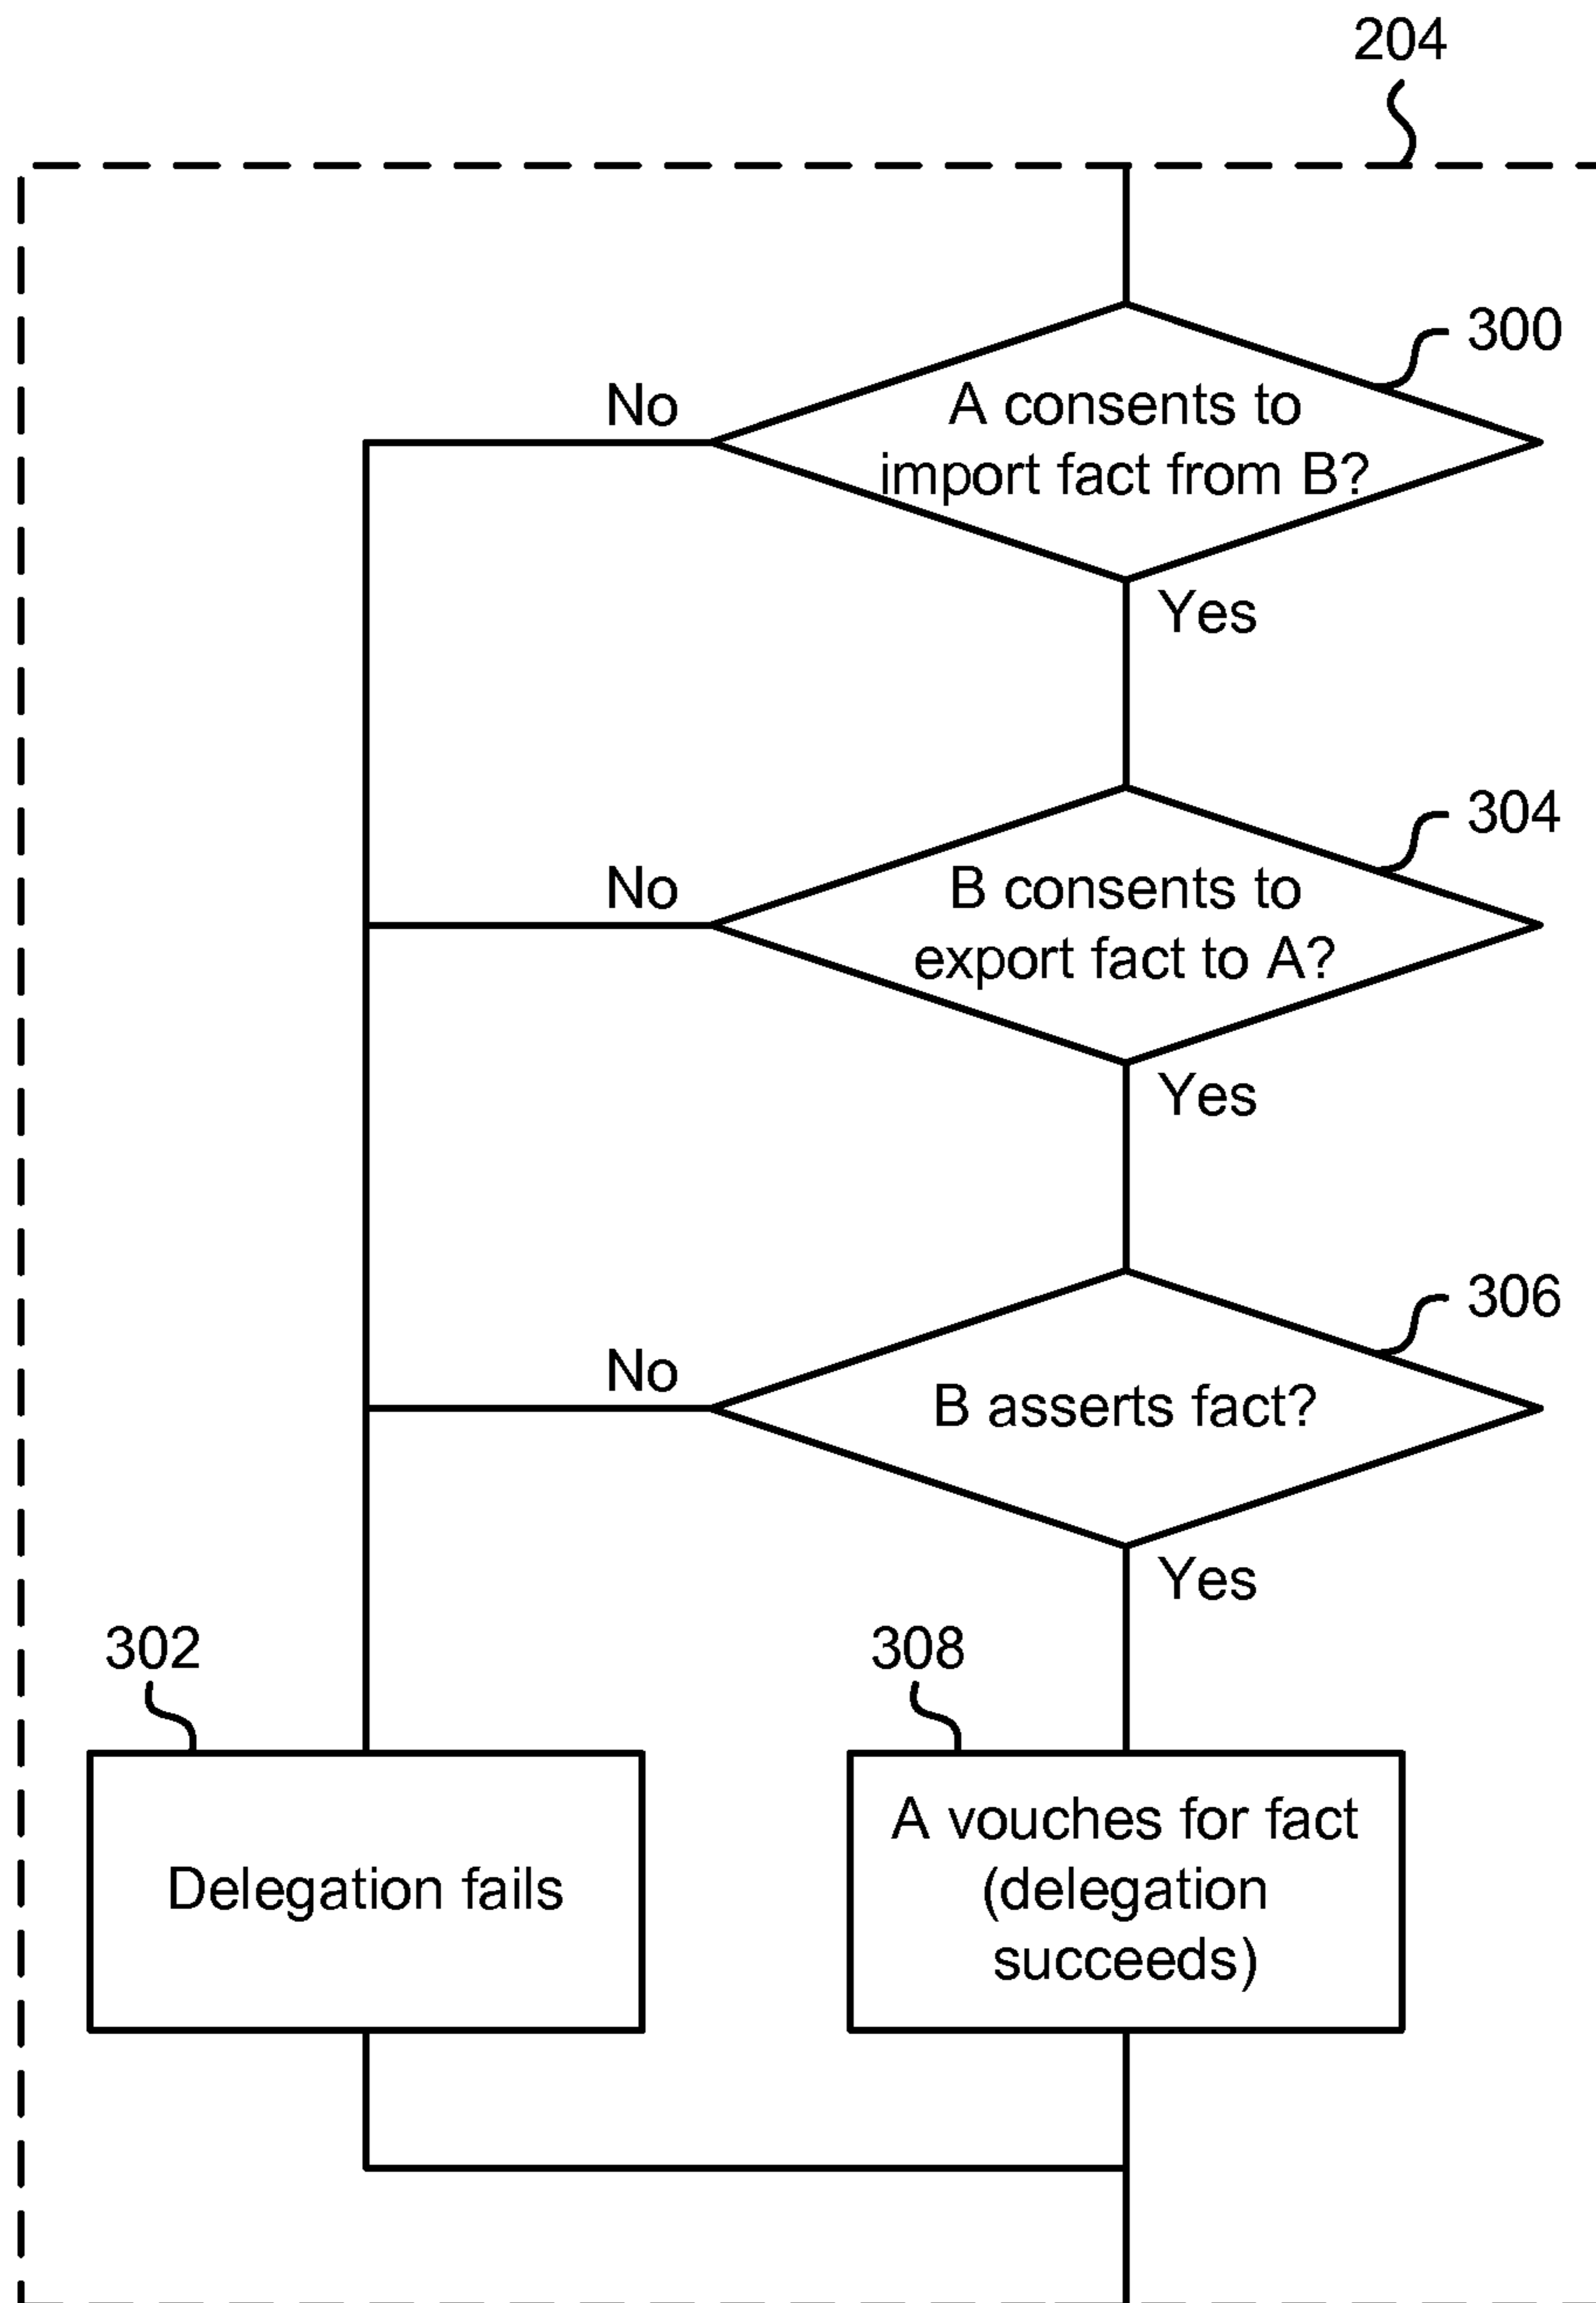 204
300
No
A consents to
import fact from B?
Yes
304
No
B consents to
export fact to A?
Yes
306
No
B asserts fact?
Yes
302
308
Delegation fails
A vouches for fact
(delegation
succeeds)